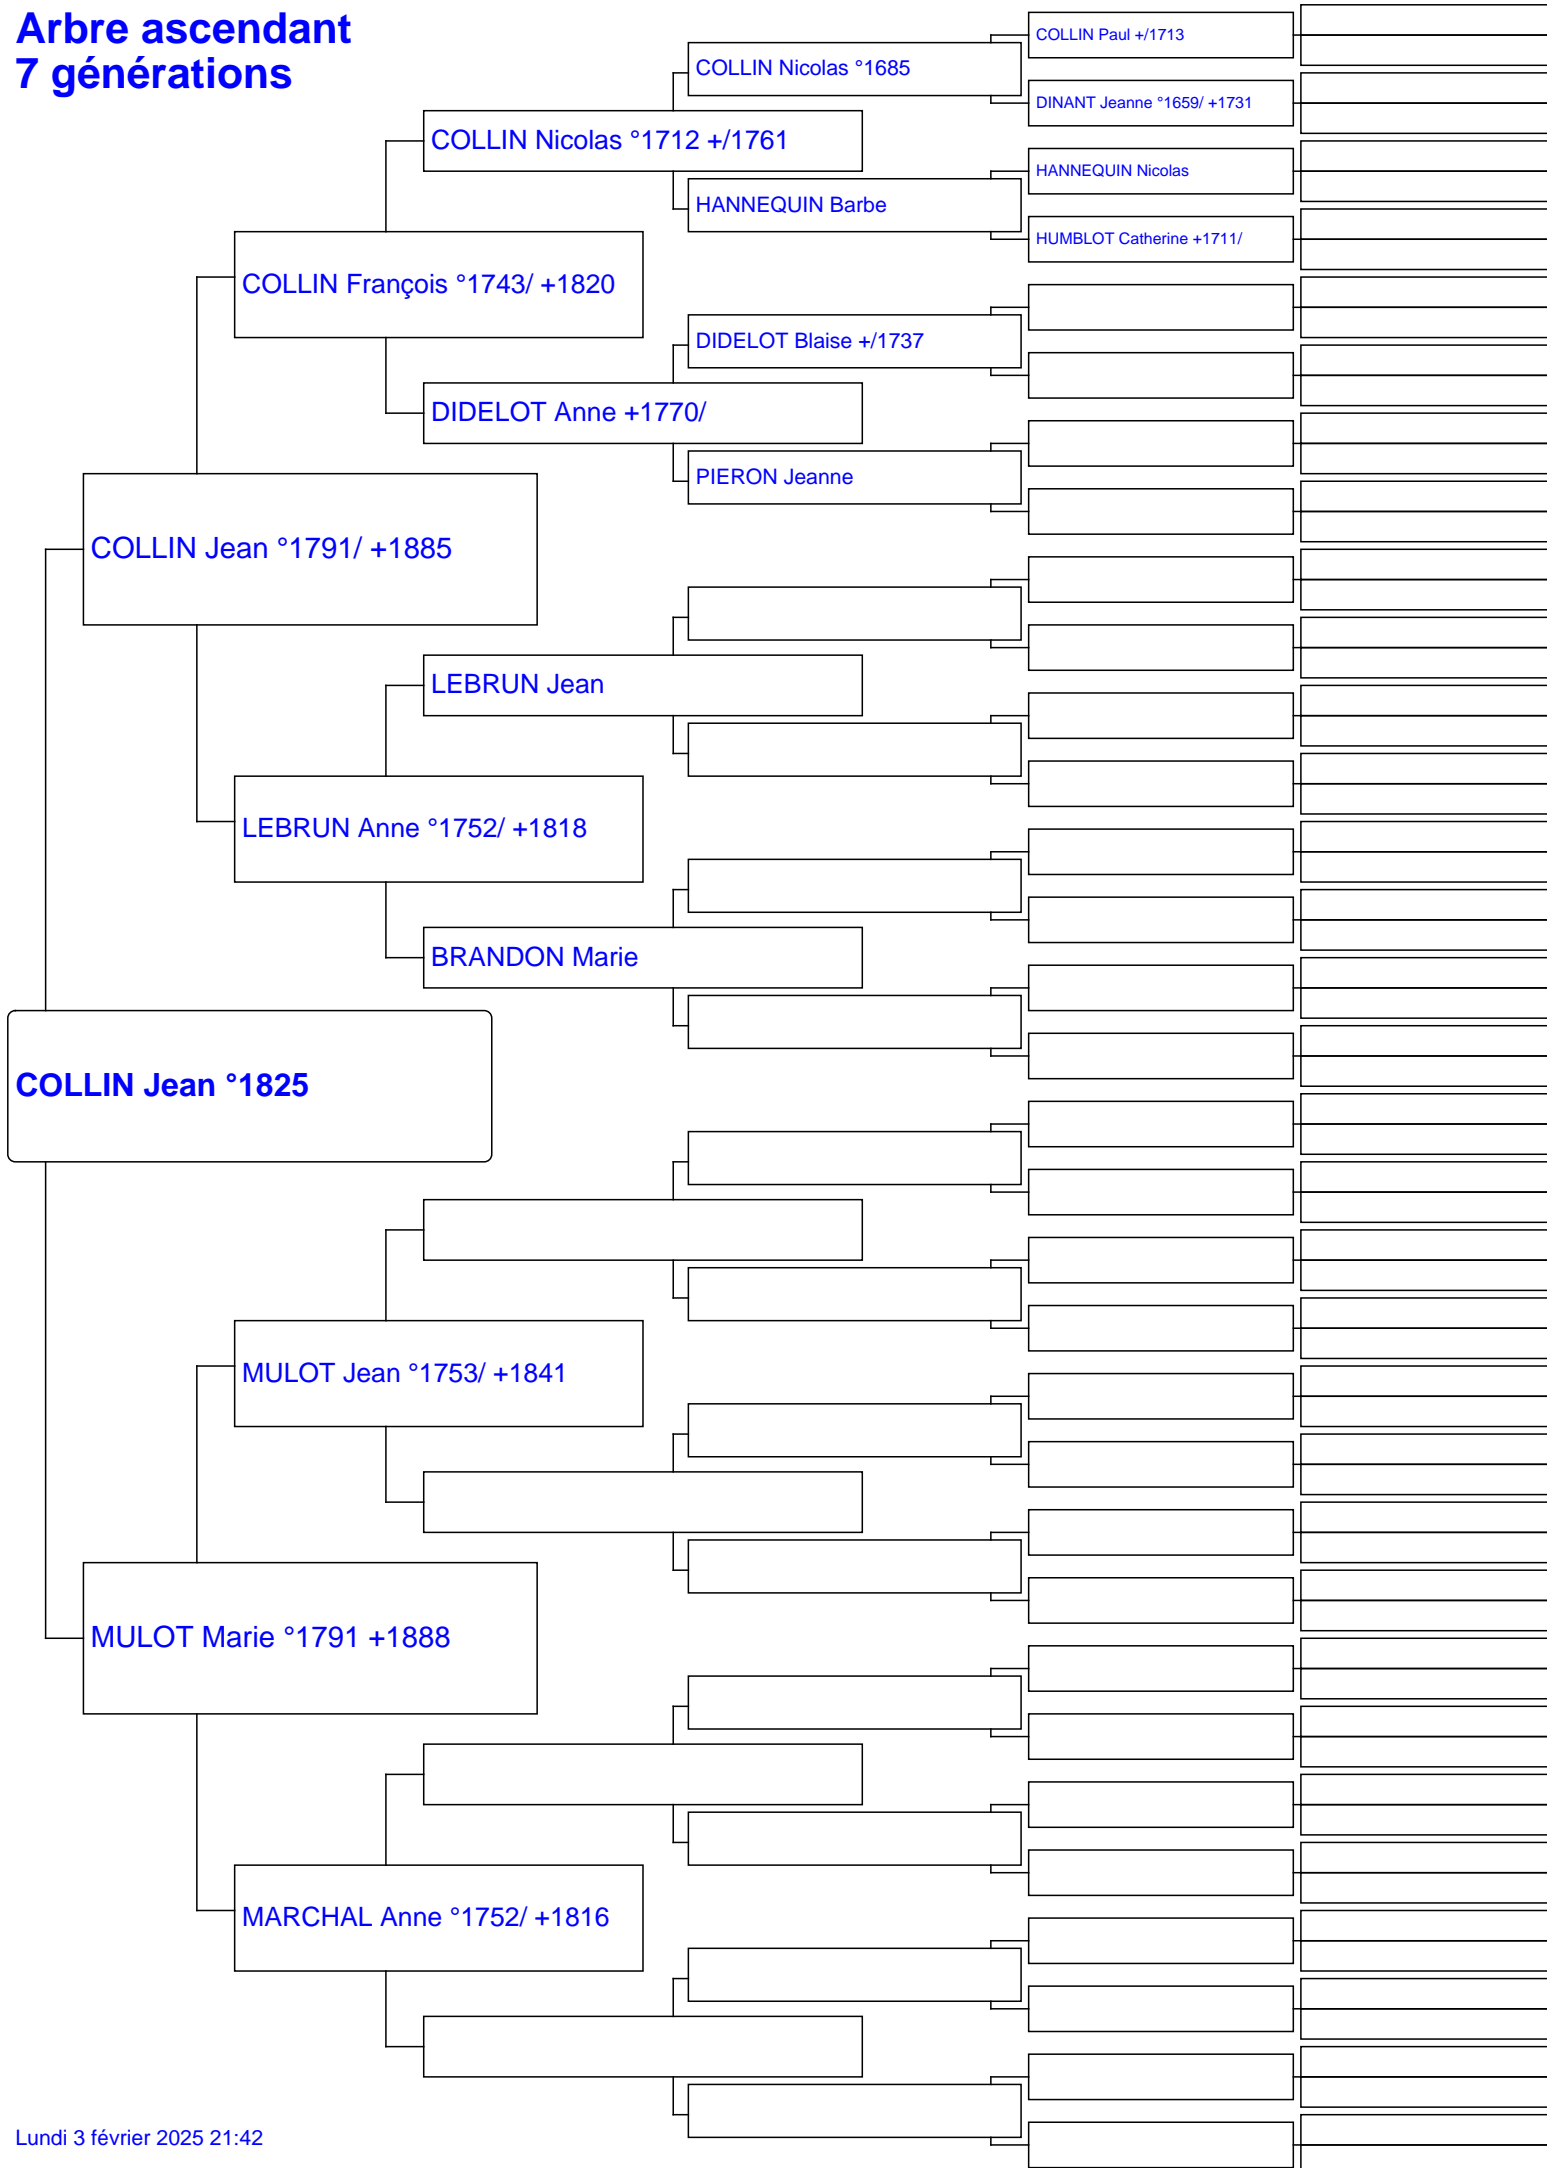 Arbre ascendant
7 générations
COLLIN Paul +/1713
COLLIN Nicolas °1685
DINANT Jeanne °1659/ +1731
COLLIN Nicolas °1712 +/1761
HANNEQUIN Nicolas
HANNEQUIN Barbe
HUMBLOT Catherine +1711/
COLLIN François °1743/ +1820
DIDELOT Blaise +/1737
DIDELOT Anne +1770/
PIERON Jeanne
COLLIN Jean °1791/ +1885
LEBRUN Jean
LEBRUN Anne °1752/ +1818
BRANDON Marie
COLLIN Jean °1825
MULOT Jean °1753/ +1841
MULOT Marie °1791 +1888
MARCHAL Anne °1752/ +1816
Lundi 3 février 2025 21:42